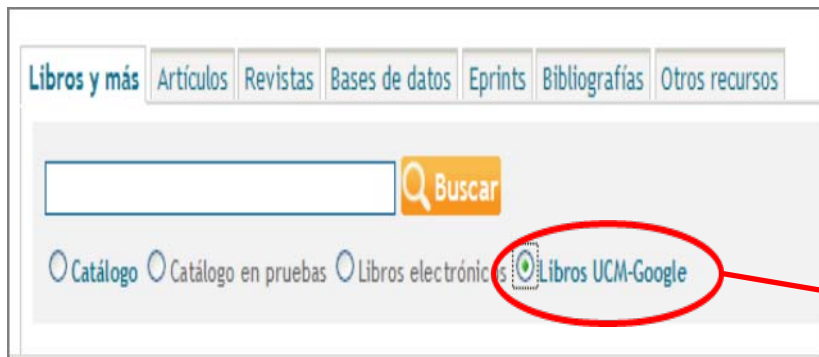 Libros y más Artículos Revistas Bases de datos Eprints Bibliografías Otros recursos
Buscar
Catálogo Catálogo en pruebas Libros electrónicos Libros UCM-Google